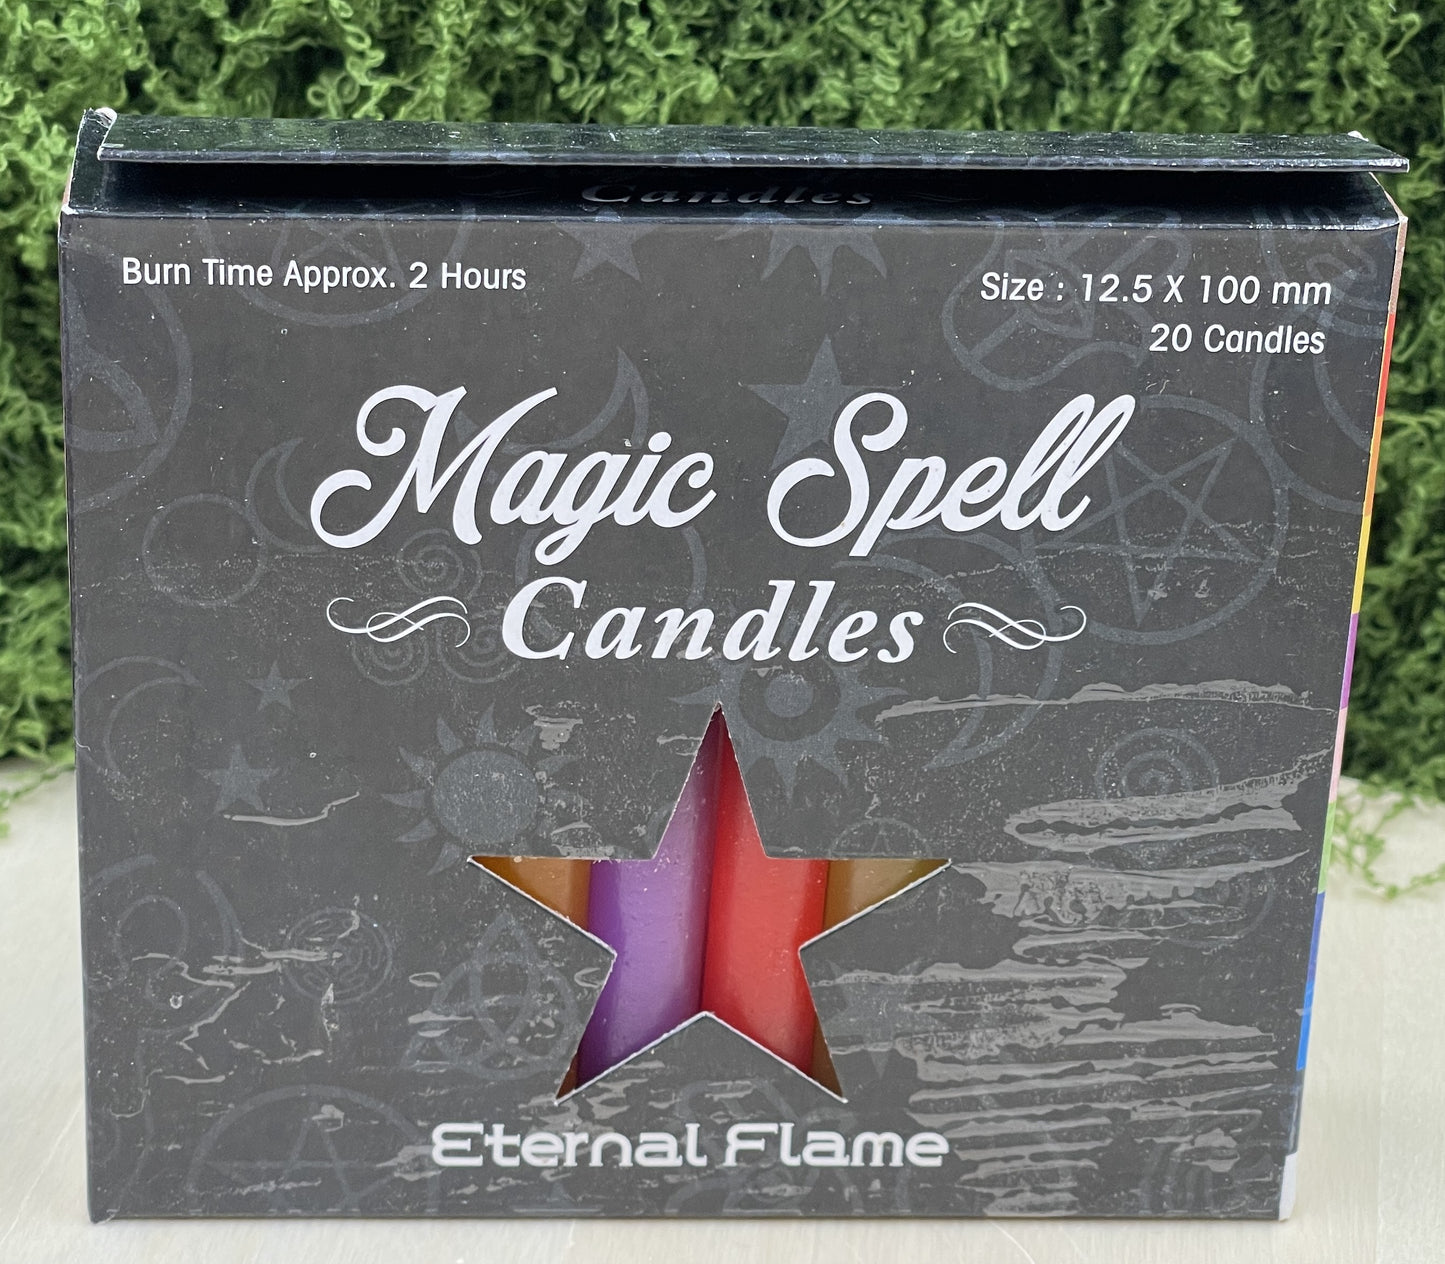 Candles
Burn Time Approx. 2 Hours
Size : 12.5 X 100 mm
20 Candles
Magic Spell
Candles
Eternal Flame